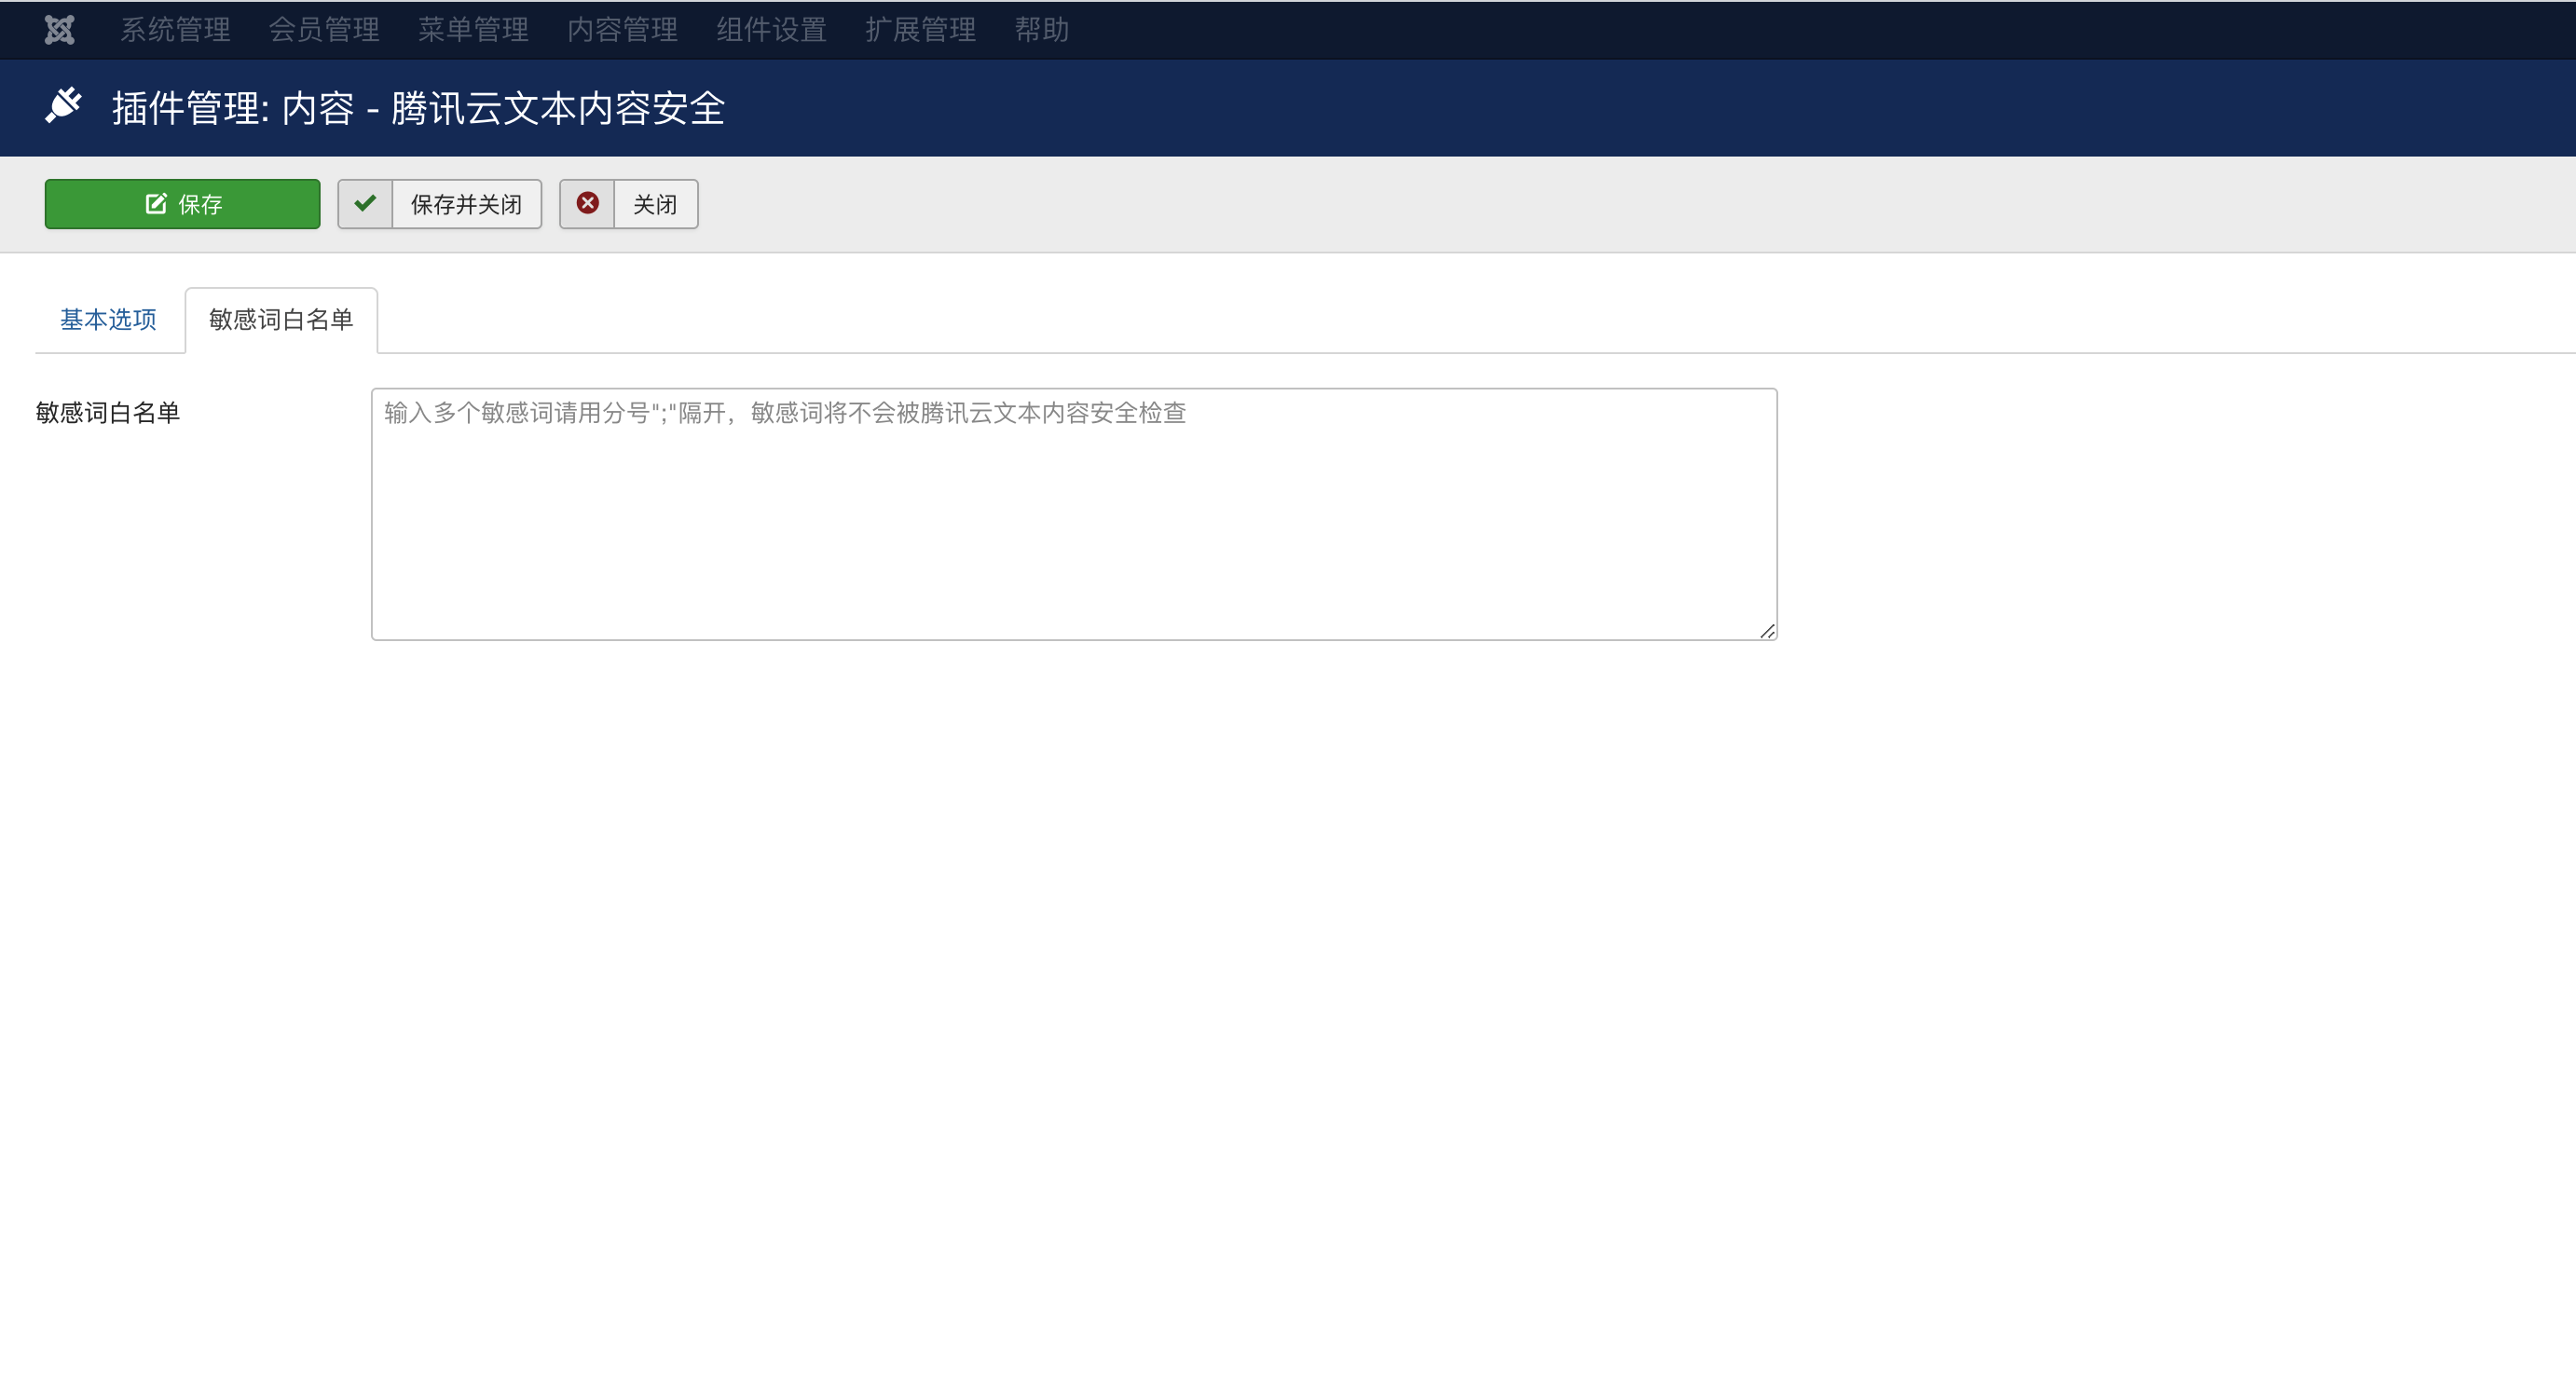 系统管理 会员管理 菜单管理 内容管理 组件设置 扩展管理 帮助
插件管理: 内容 - 腾讯云文本内容安全
保存 保存并关闭 关闭
基本选项 敏感词白名单
敏感词白名单 输入多个敏感词请用分号";"隔开，敏感词将不会被腾讯云文本内容安全检查